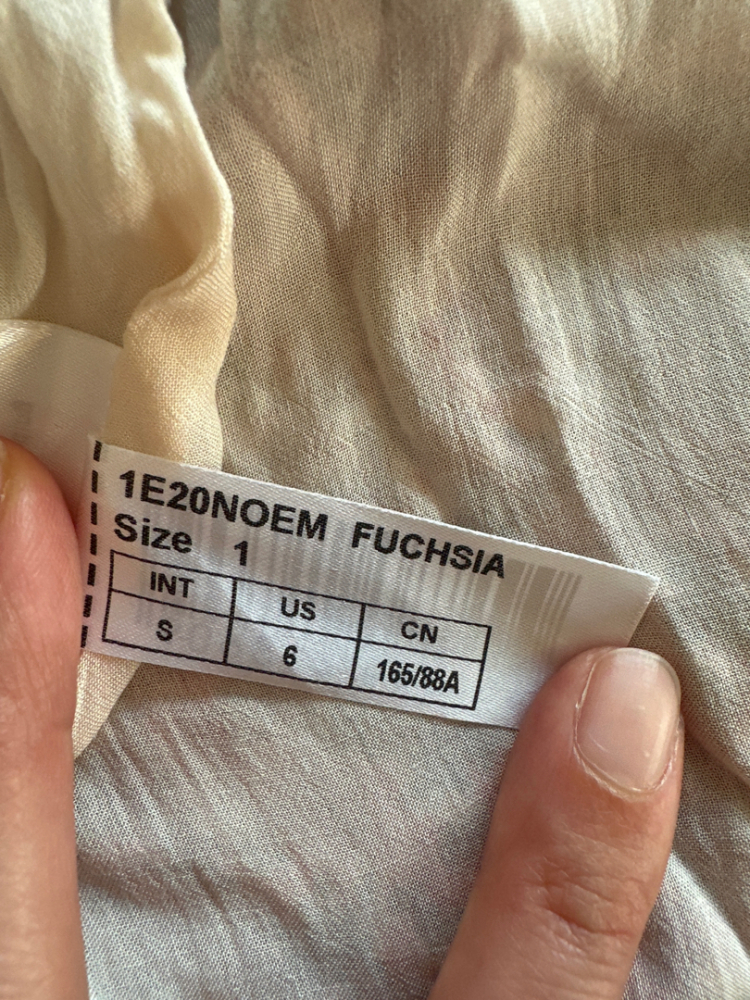 1E20NOEM FUCHSIA
Size 1
INT US CN
S 6 165/88A